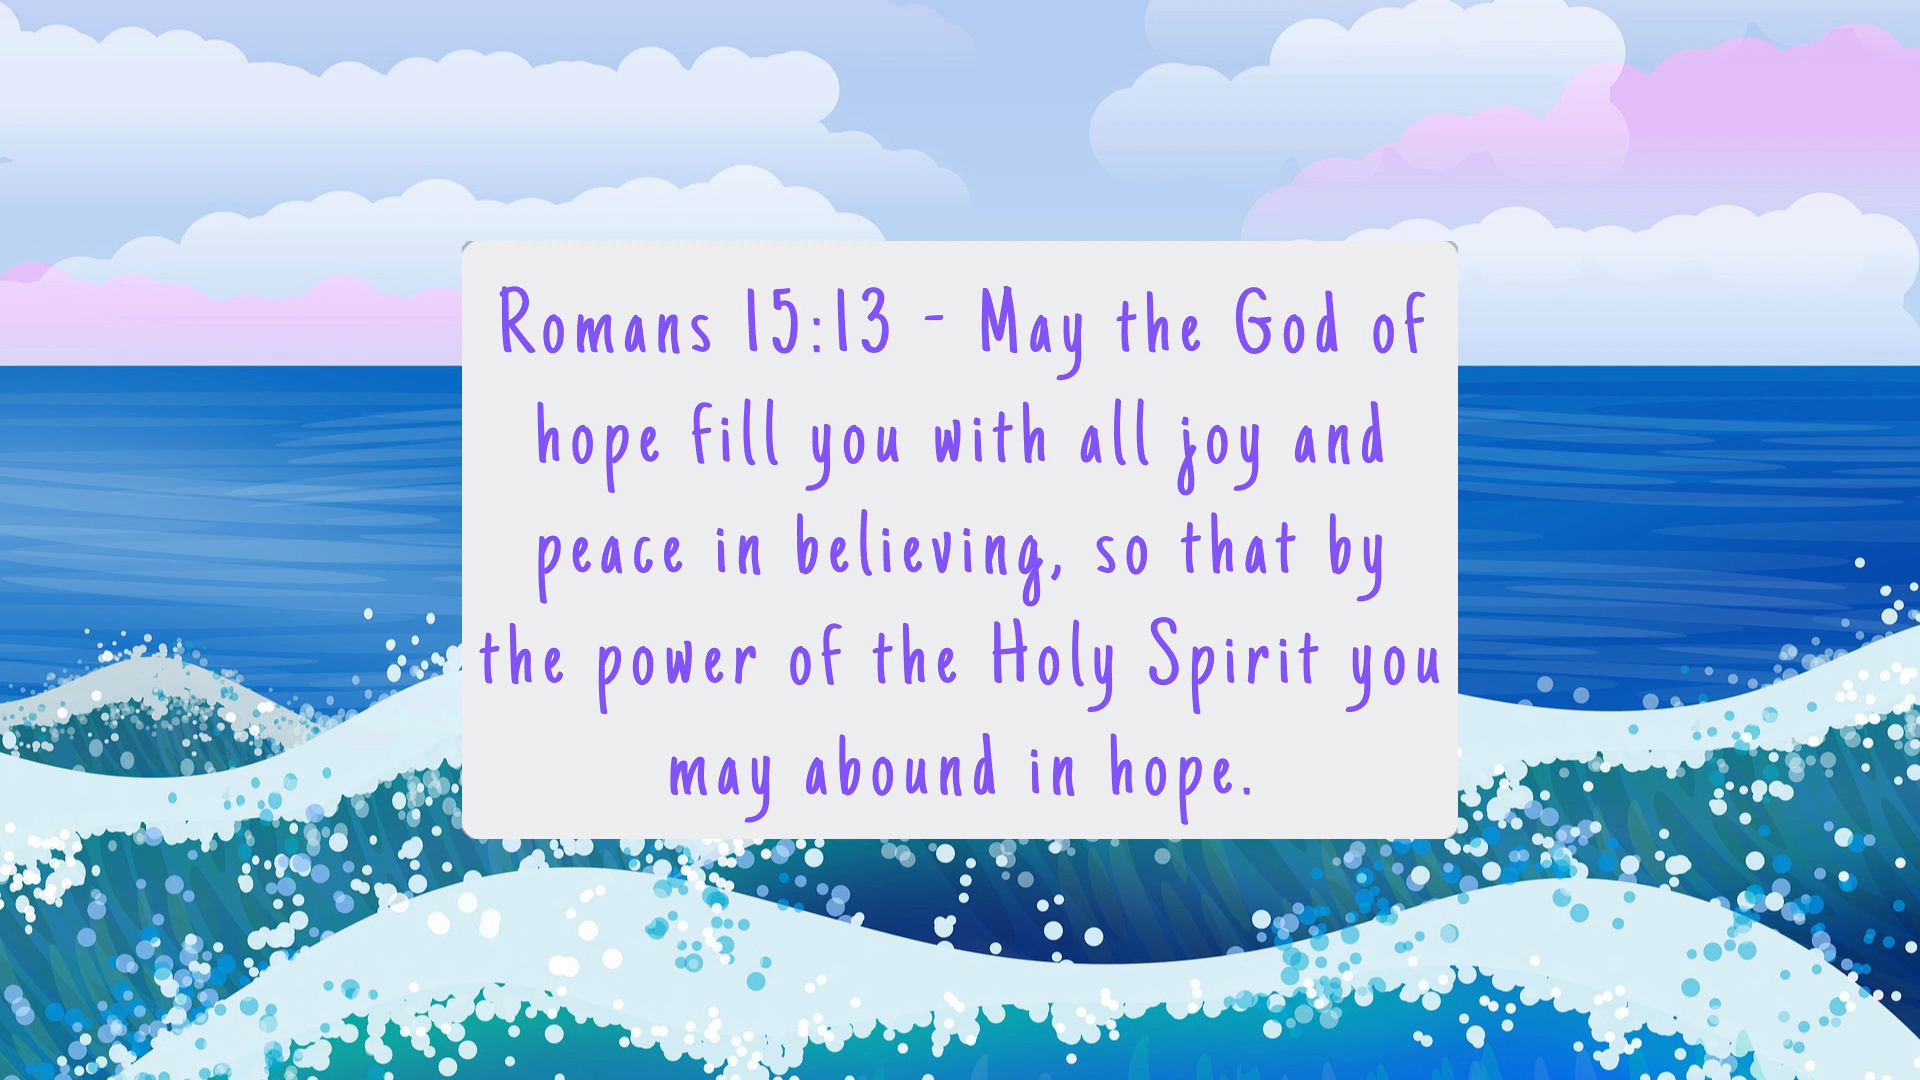 Romans 15:13 - May the God of
hope fill you with all joy and
peace in believing, so that by
the power of the Holy Spirit you
may abound in hope.